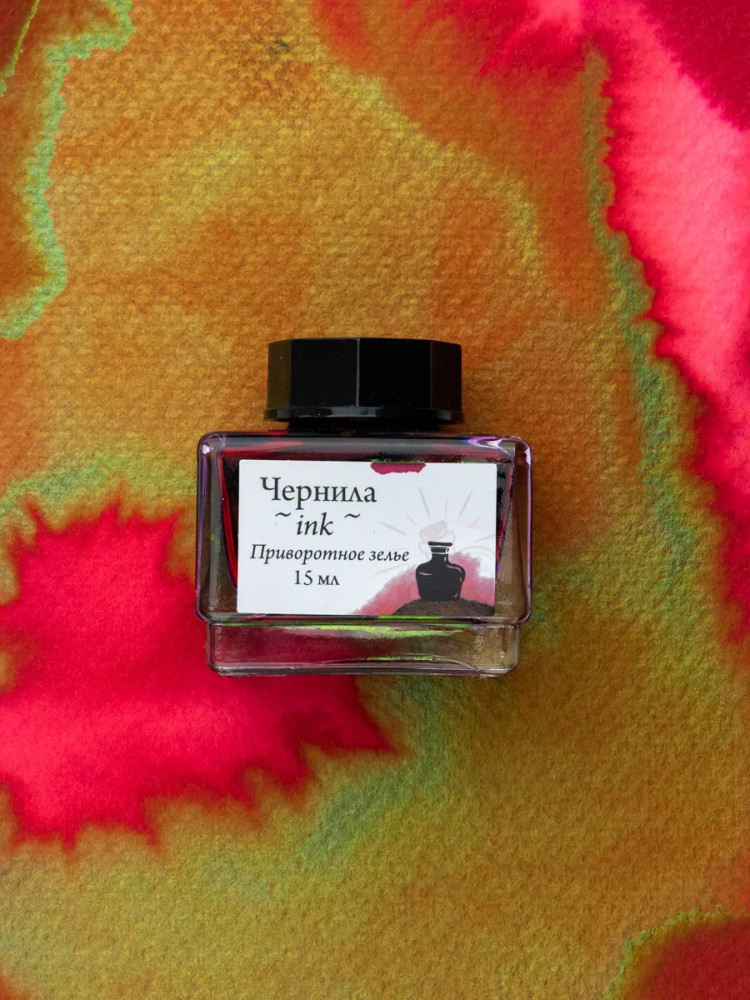 Чернила
~ ink ~
Приворотное зелье
15 мл